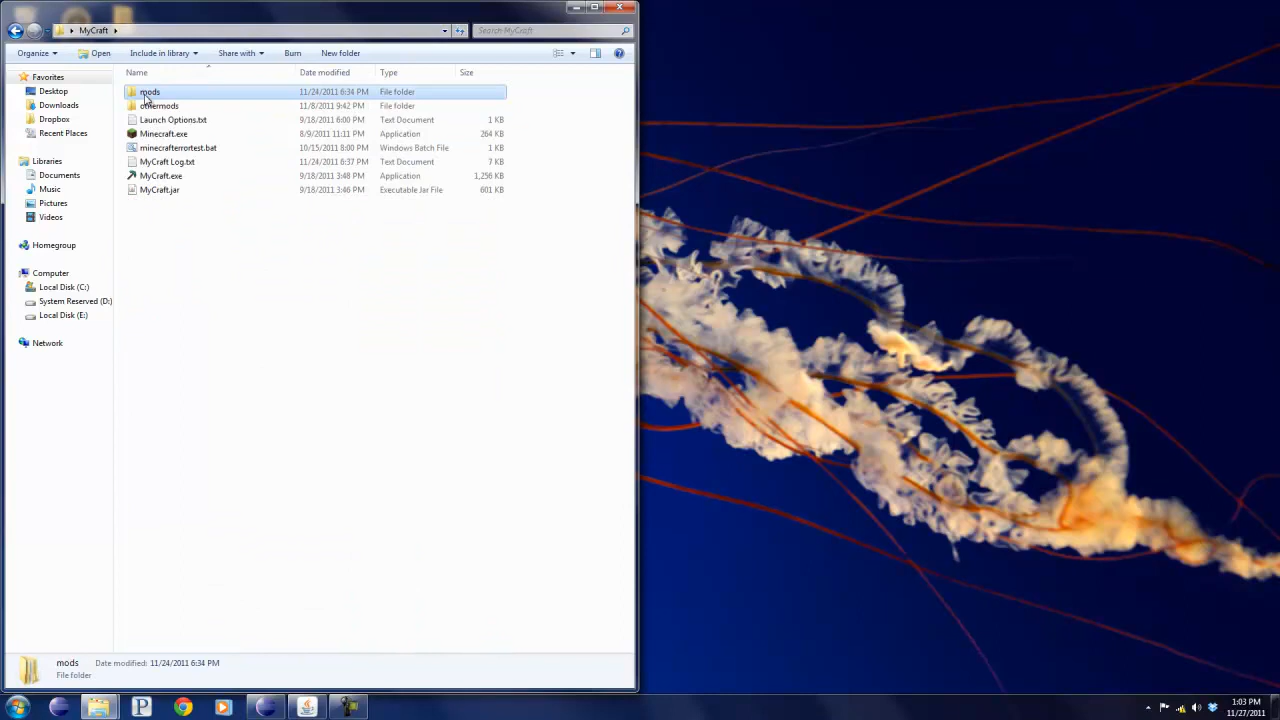 MyCraft
Search MyCraft
Organize Open Include in library Share with Burn New folder
Name Date modified Type Size
Favorites
Desktop
Downloads
Dropbox
Recent Places
Libraries
Documents
Music
Pictures
Videos
Homegroup
Computer
Local Disk (C:)
System Reserved (D:)
Local Disk (E:)
Network
mods 11/24/2011 6:34 PM File folder
othermods 11/8/2011 9:42 PM File folder
Launch Options.txt 9/18/2011 6:00 PM Text Document 1 KB
Minecraft.exe 8/9/2011 11:11 PM Application 264 KB
minecrafterrortest.bat 10/15/2011 8:00 PM Windows Batch File 1 KB
MyCraft Log.txt 11/24/2011 6:37 PM Text Document 7 KB
MyCraft.exe 9/18/2011 3:48 PM Application 1,256 KB
MyCraft.jar 9/18/2011 3:46 PM Executable Jar File 601 KB
mods Date modified: 11/24/2011 6:34 PM
File folder
1:03 PM
11/27/2011